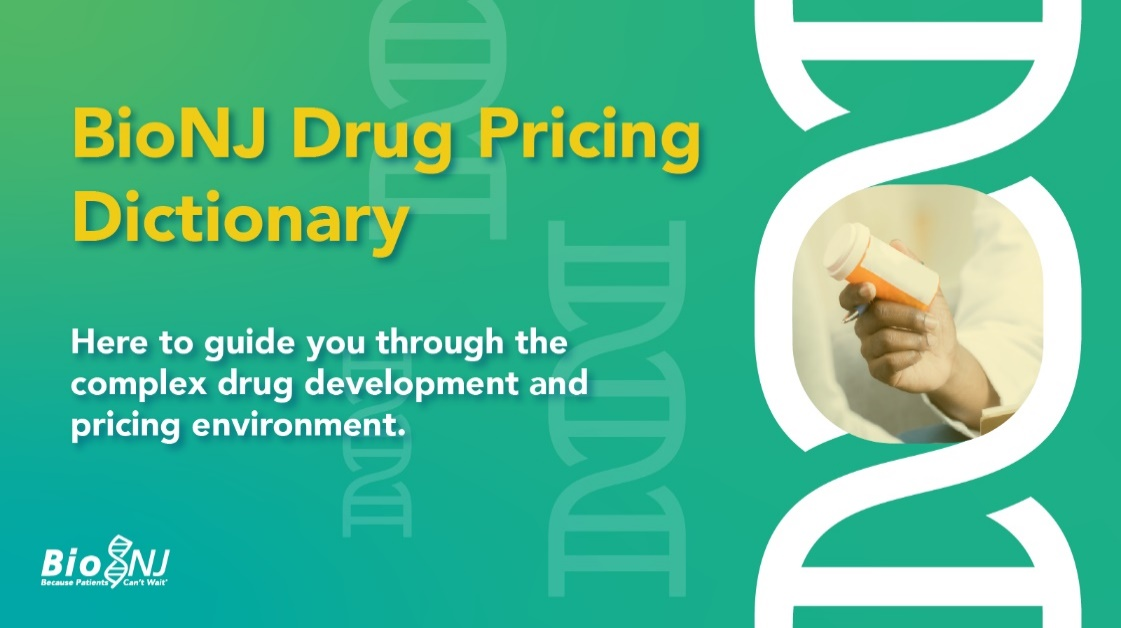 BioNJ Drug Pricing
Dictionary
Here to guide you through the
complex drug development and
pricing environment.
BioNJ
Because Patients Can't Wait®